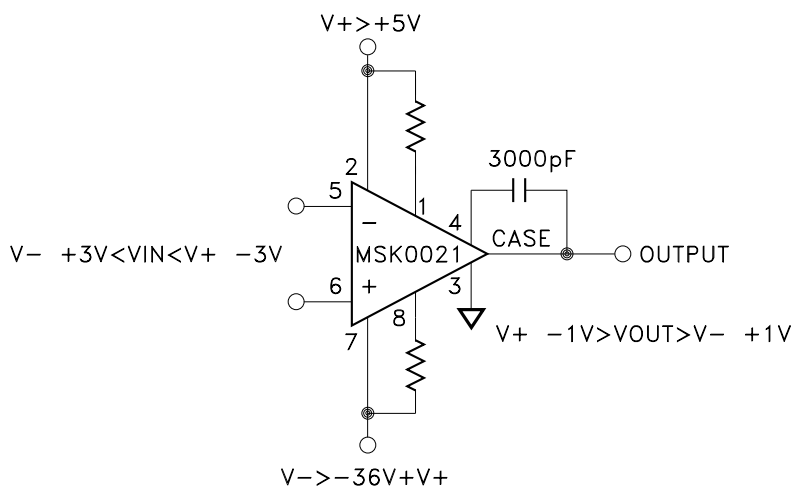 V+>+5V
3000pF
2
5
1
4
CASE
V- +3V<VIN<V+ -3V
-
MSK0021
OUTPUT
6
+
3
8
7
V+ -1V>VOUT>V- +1V
V->-36V+V+